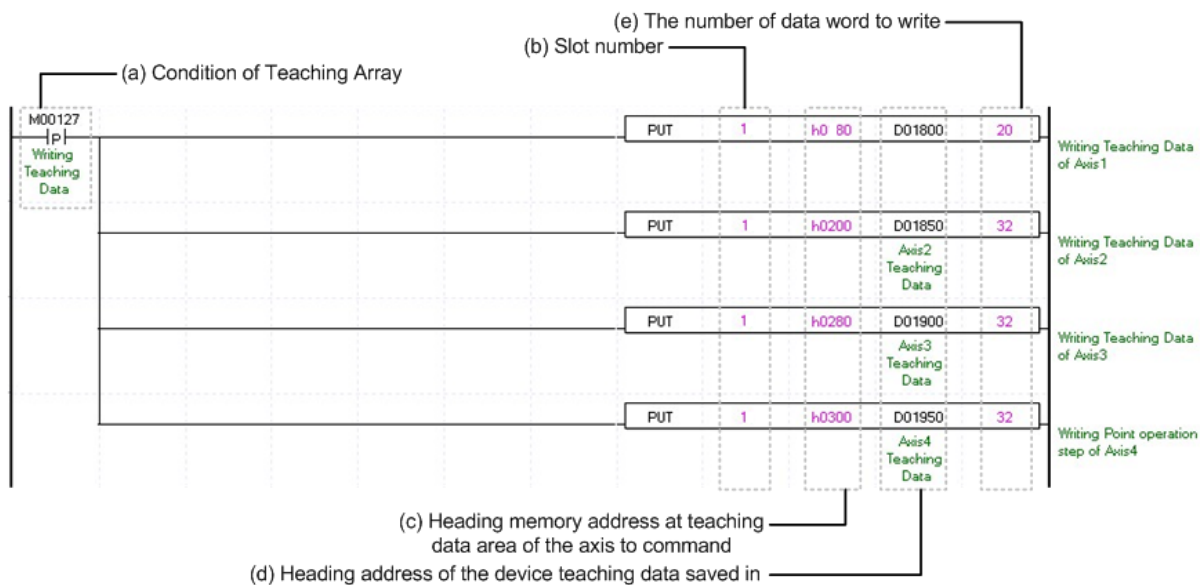 (e) The number of data word to write
(b) Slot number
(a) Condition of Teaching Array
M00127
P
Writing
Teaching
Data
PUT 1 h0 80 D01800 20
Writing Teaching Data
of Axis1
PUT 1 h0200 D01850 32
Axis2
Teaching
Data
Writing Teaching Data
of Axis2
PUT 1 h0280 D01900 32
Axis3
Teaching
Data
Writing Teaching Data
of Axis3
PUT 1 h0300 D01950 32
Axis4
Teaching
Data
Writing Point operation
step of Axis4
(c) Heading memory address at teaching
data area of the axis to command
(d) Heading address of the device teaching data saved in